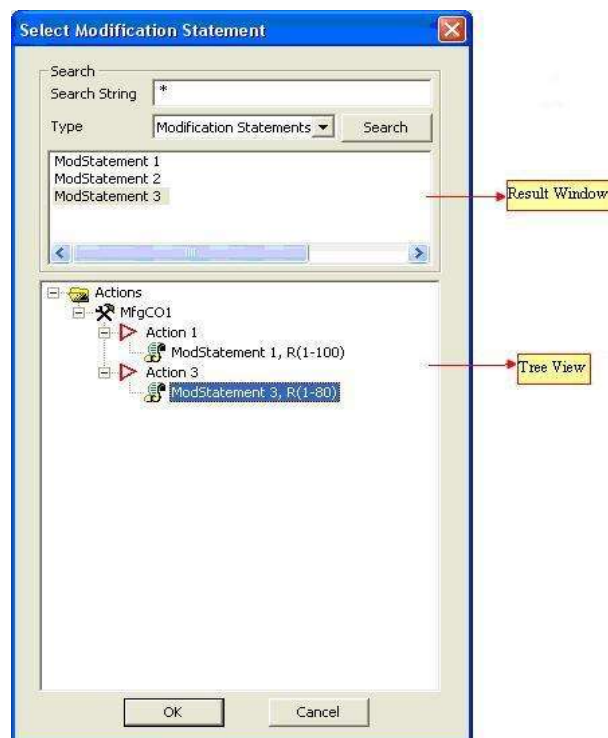 Select Modification Statement
Search
Search String *
Type Modification Statements Search
ModStatement 1
ModStatement 2
ModStatement 3
Result Window
Actions
MfgCO1
Action 1
ModStatement 1, R(1-100)
Action 3
Tree View
ModStatement 3, R(1-80)
OK Cancel